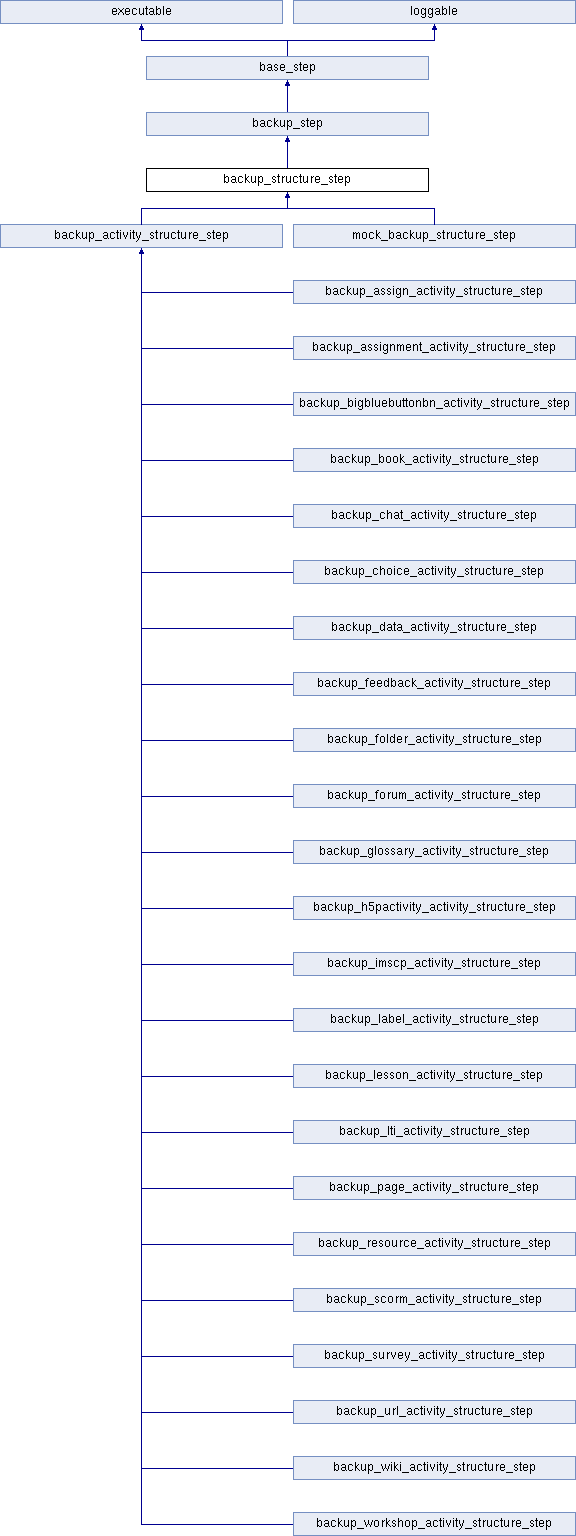 executable
loggable
base_step
backup_step
backup_structure_step
backup_activity_structure_step
mock_backup_structure_step
backup_assign_activity_structure_step
backup_assignment_activity_structure_step
backup_bigbluebuttonbn_activity_structure_step
backup_book_activity_structure_step
backup_chat_activity_structure_step
backup_choice_activity_structure_step
backup_data_activity_structure_step
backup_feedback_activity_structure_step
backup_folder_activity_structure_step
backup_forum_activity_structure_step
backup_glossary_activity_structure_step
backup_h5pactivity_activity_structure_step
backup_imscp_activity_structure_step
backup_label_activity_structure_step
backup_lesson_activity_structure_step
backup_lti_activity_structure_step
backup_page_activity_structure_step
backup_resource_activity_structure_step
backup_scorm_activity_structure_step
backup_survey_activity_structure_step
backup_url_activity_structure_step
backup_wiki_activity_structure_step
backup_workshop_activity_structure_step